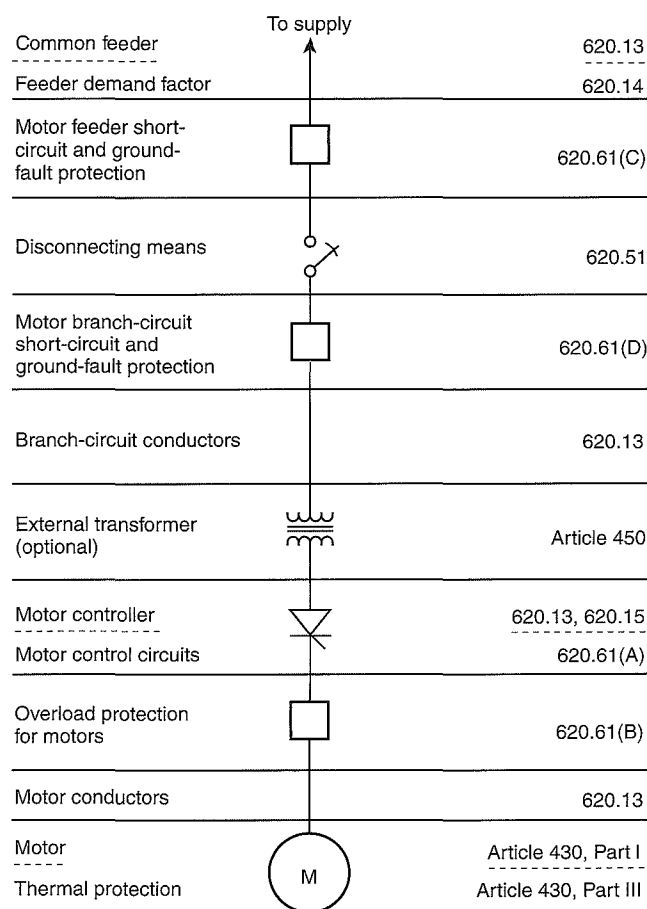 To supply
Common feeder 620.13
Feeder demand factor 620.14
Motor feeder short-
circuit and ground-
fault protection 620.61(C)
Disconnecting means 620.51
Motor branch-circuit
short-circuit and
ground-fault protection 620.61(D)
Branch-circuit conductors 620.13
External transformer
(optional) Article 450
Motor controller 620.13, 620.15
Motor control circuits 620.61(A)
Overload protection
for motors 620.61(B)
Motor conductors 620.13
Motor Article 430, Part I
M
Thermal protection Article 430, Part III